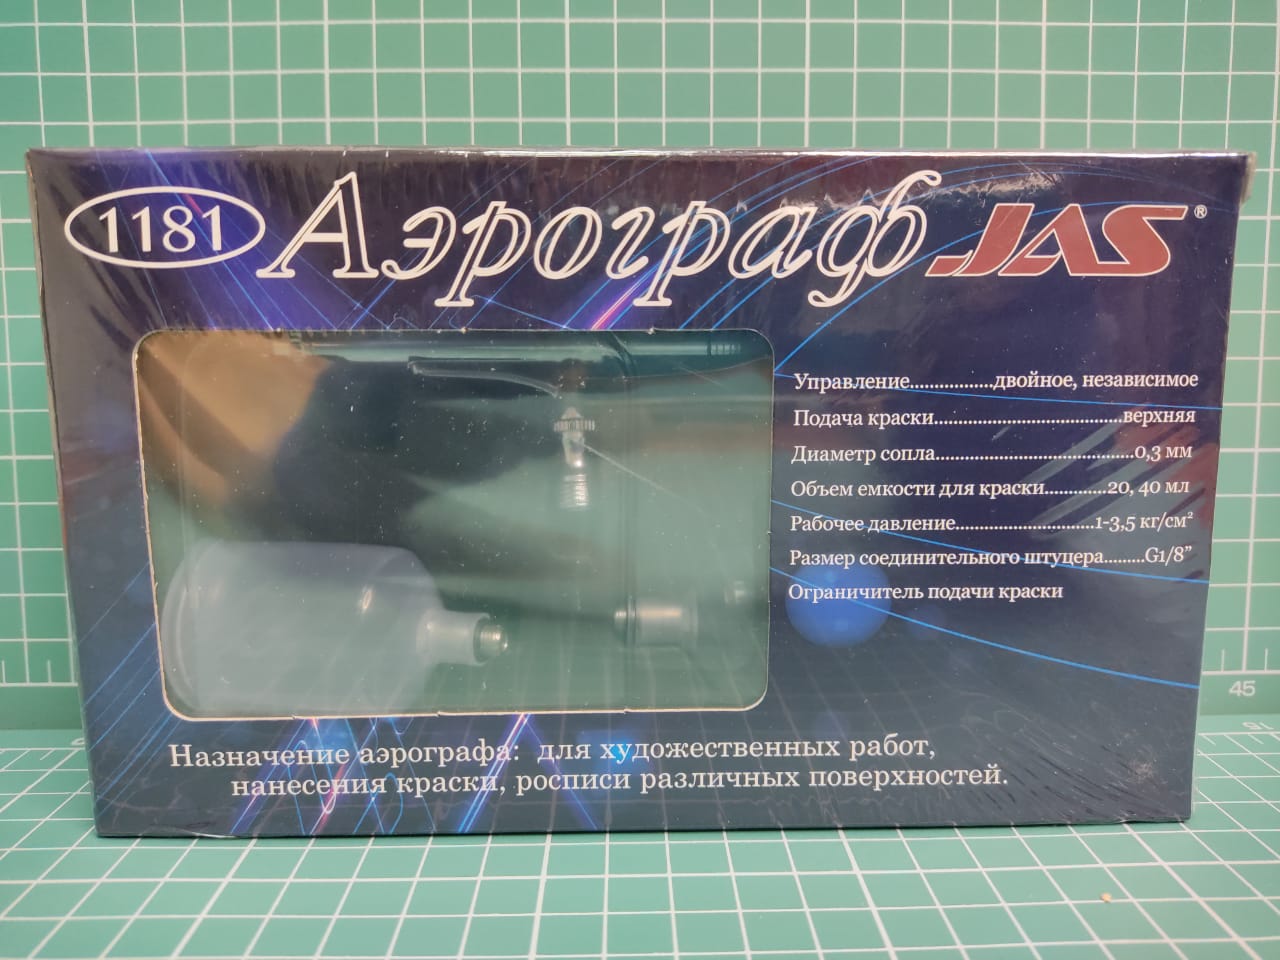 1181 Аэрограф JAS®
Управление................двойное, независимое
Подача краски....................................верхняя
Диаметр сопла......................................0,3 мм
Объем емкости для краски............20, 40 мл
Рабочее давление...........................1-3,5 кг/см²
Размер соединительного штуцера.........G1/8”
Ограничитель подачи краски
Назначение аэрографа: для художественных работ,
нанесения краски, росписи различных поверхностей.
45